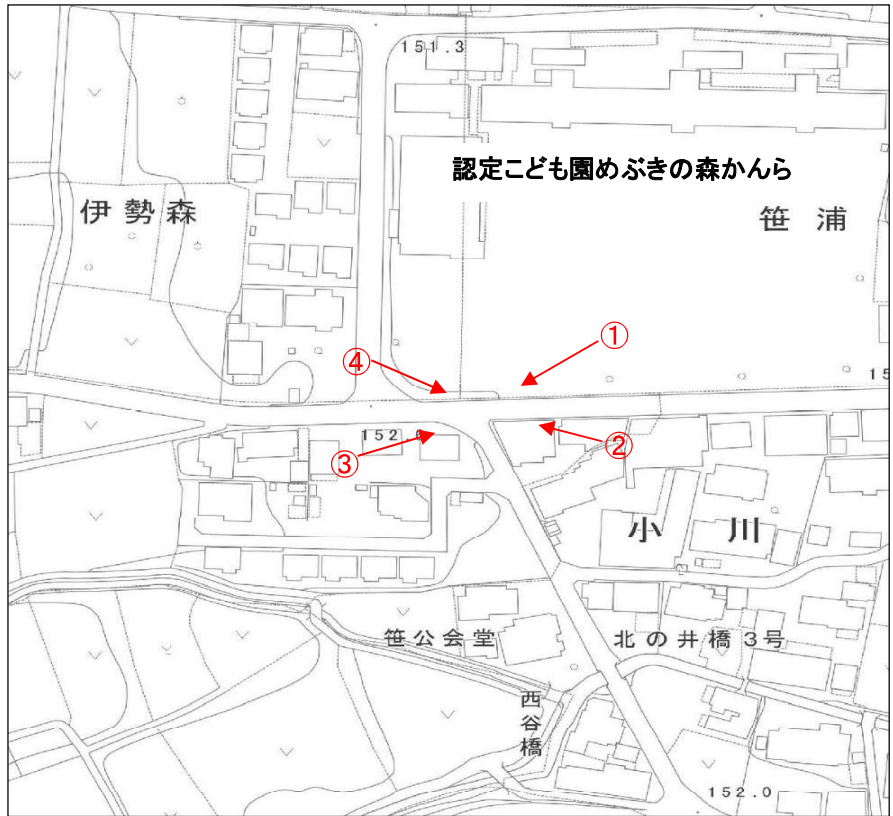 151.3
認定こども園めぶきの森かんら
伊勢森
笹浦
①
④
15
152.
③
②
小川
笹公会堂
北の井橋3号
西谷橋
152.0